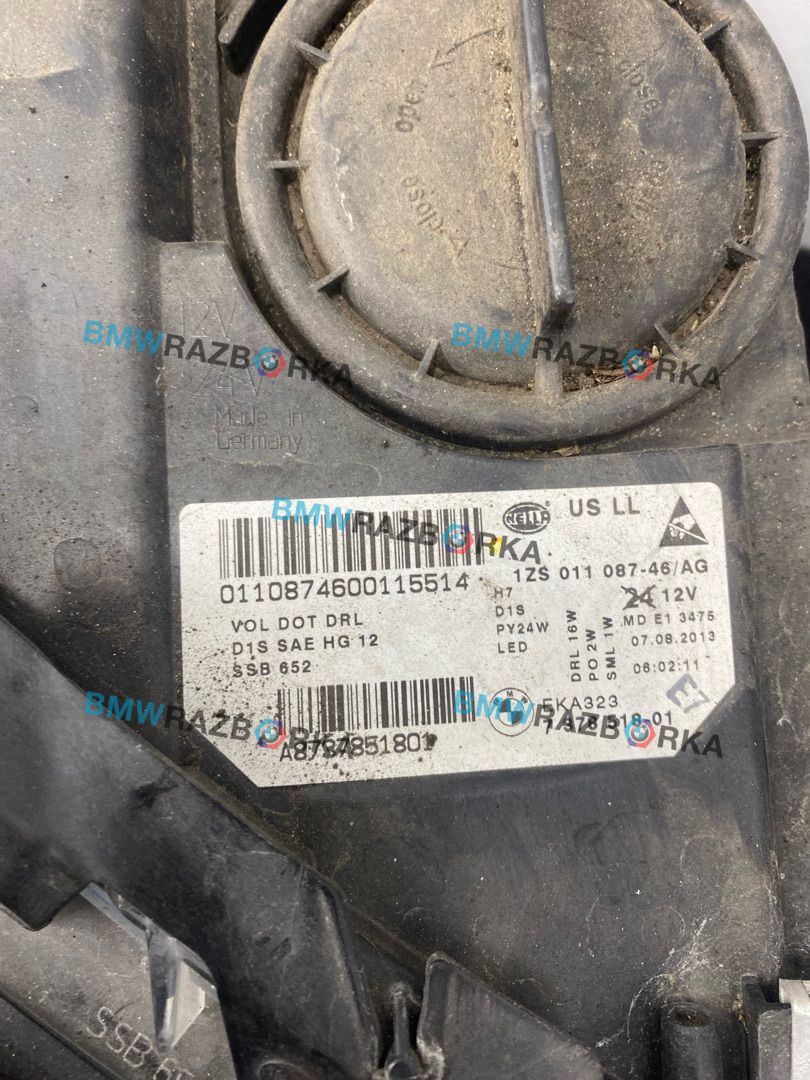 open
close
close
12V
BMWRAZBORKA
BMWRAZBORKA
Made in
Germany
BMWRAZBORKA
HELLA
US LL
0110874600115514
1ZS 011 087-46/AG
VOL DOT DRL
D1S SAE HG 12
SSB 652
H7
D1S
PY24W
LED
DRL 16W
PO 2W
SML 1W
24 12V
MD E1 3475
07.08.2013
06:02:11
E7
EKA323
BMWRAZBORKA
BMWRAZBORKA
SSB